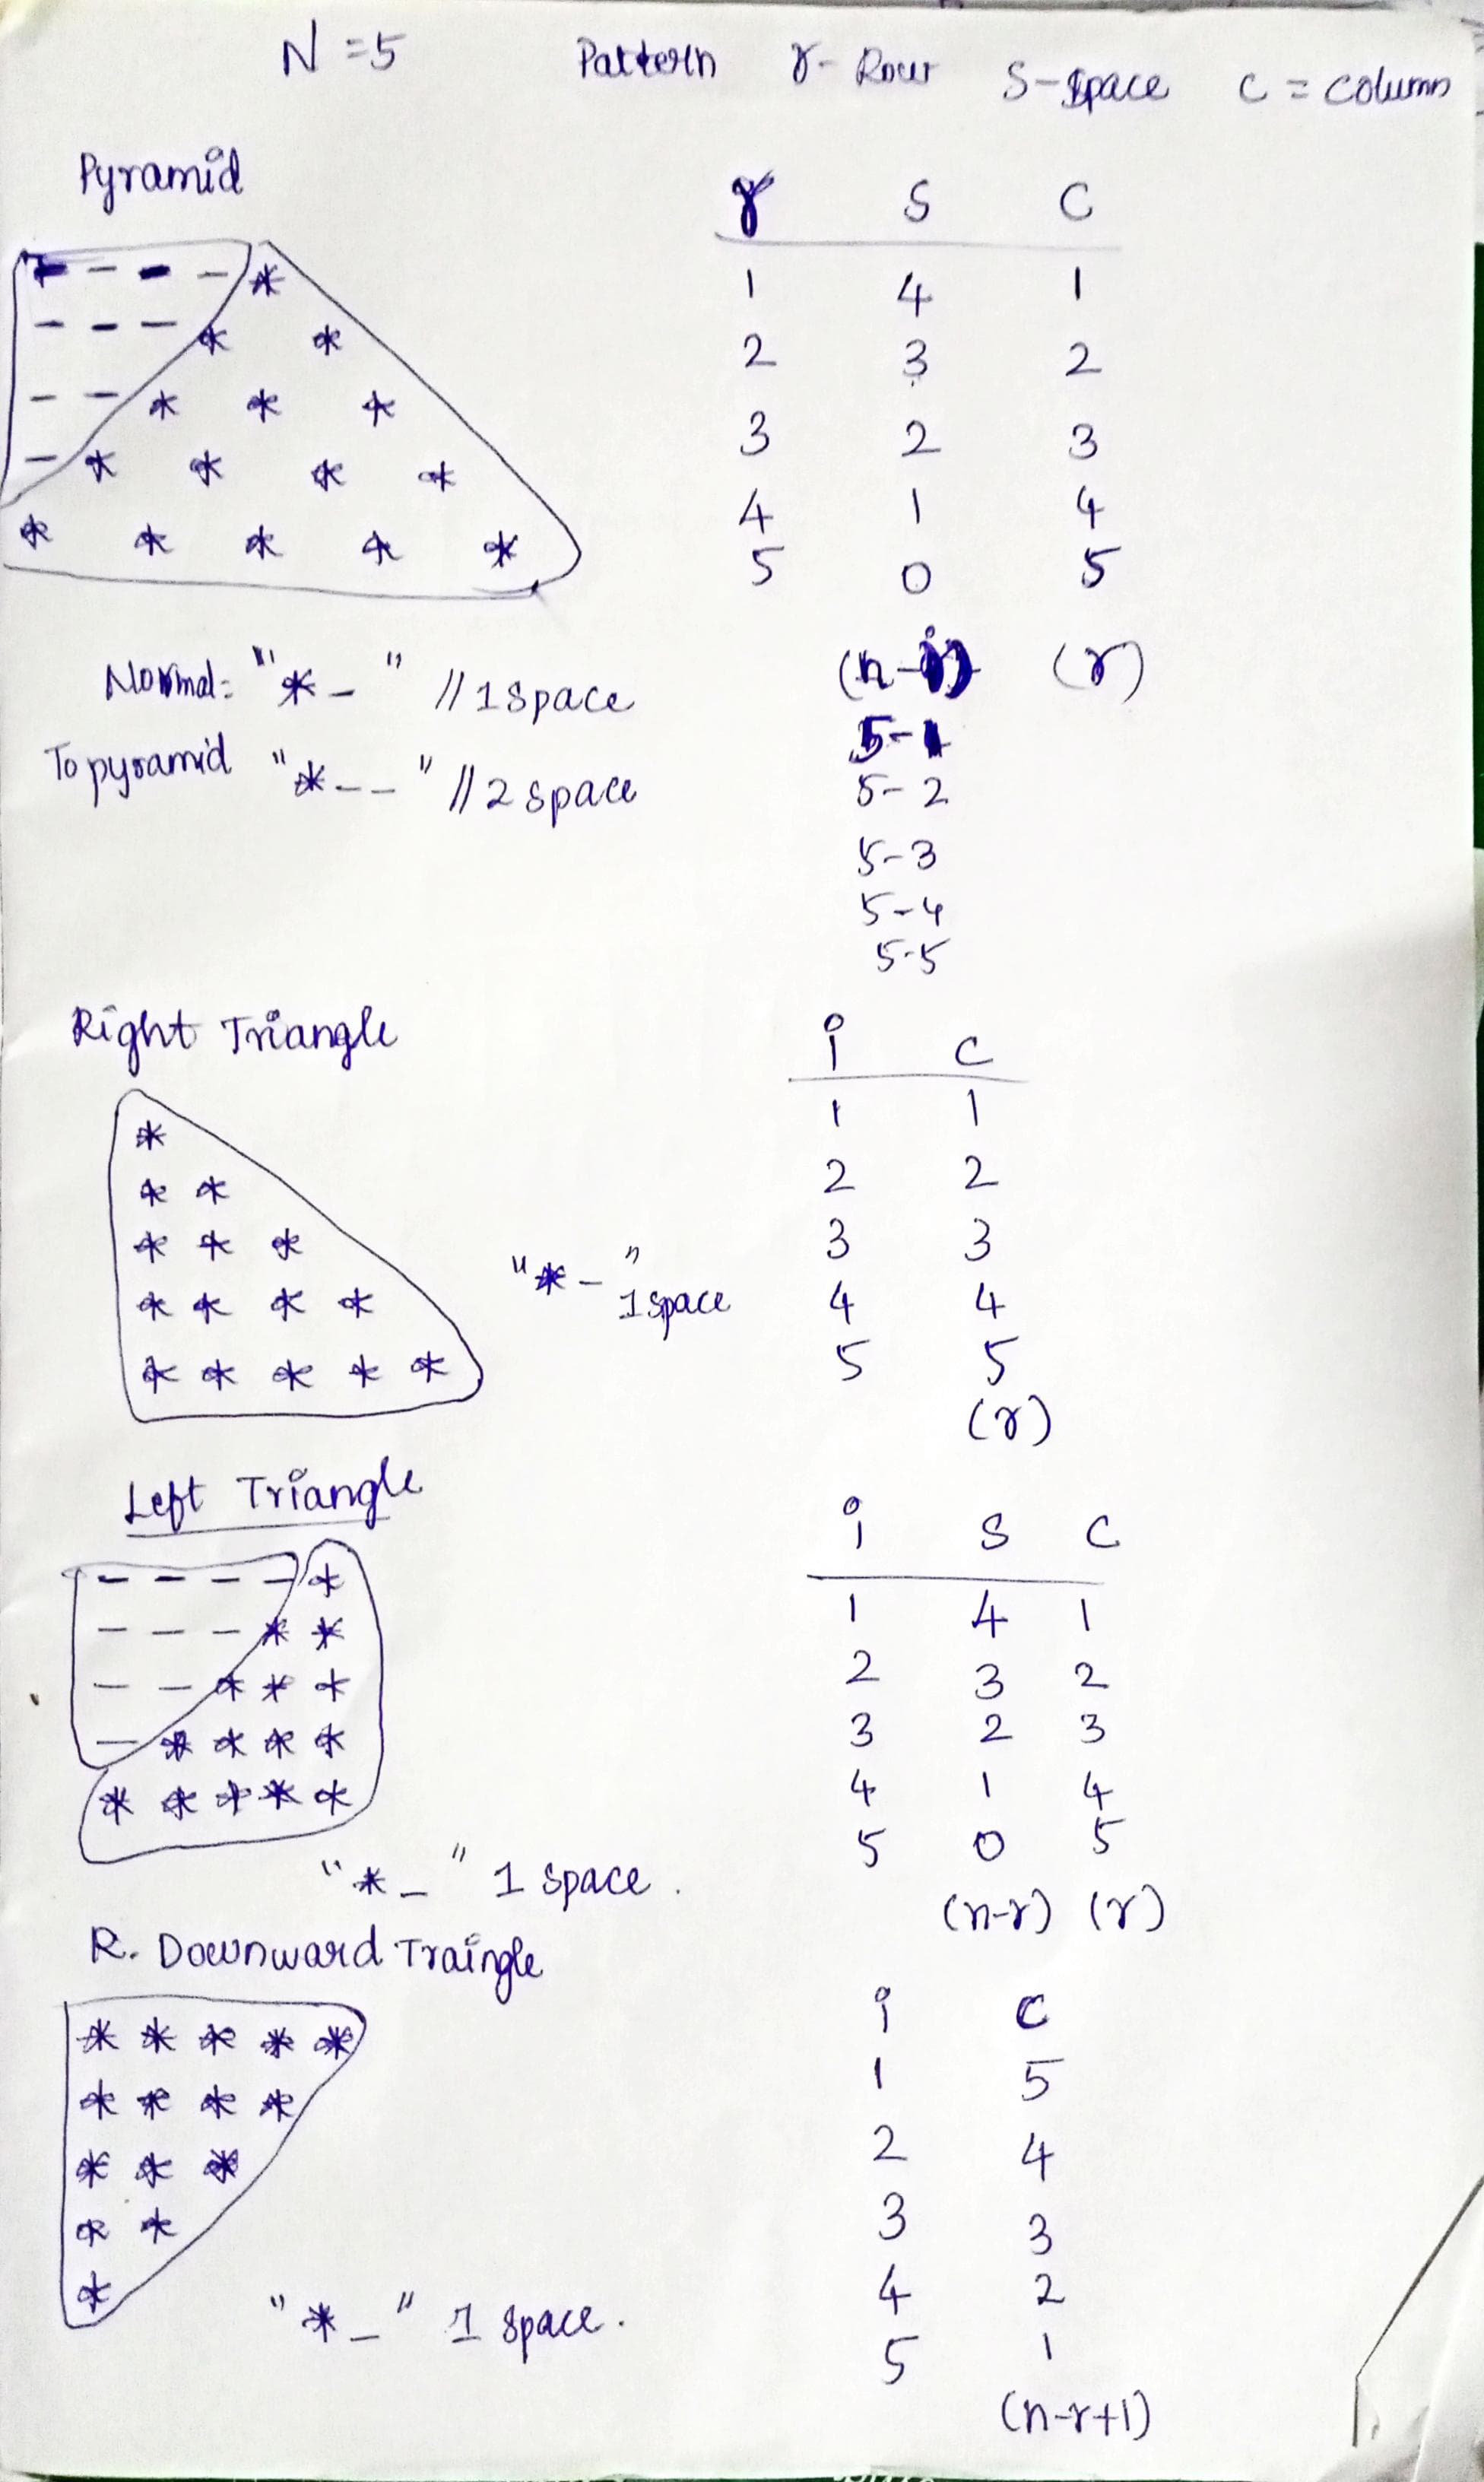 N = 5 Pattern r - Row S - Space C = Column
Pyramid
r S C
- - - - *
1 4 1
- - - * *
2 3 2
- - * * *
3 2 3
- * * * *
4 1 4
* * * * *
5 0 5
(n-i) (r)
Normal = "*_" // 1 Space
5-1
To pyramid "*_ _" // 2 Space
5-2
5-3
5-4
5-5
Right Triangle
i C
*
1 1
* *
2 2
* * *
3 3
"*_" 1 space
* * * *
4 4
* * * * *
5 5
(r)
Left Triangle
i S C
- - - - *
1 4 1
- - - * *
2 3 2
- - * * *
3 2 3
- * * * *
4 1 4
* * * * *
5 0 5
"*_" 1 Space.
(n-r) (r)
R. Downward Traingle
i C
* * * * *
1 5
* * * *
2 4
* * *
3 3
* *
4 2
*
"*_" 1 Space.
5 1
(n-r+1)